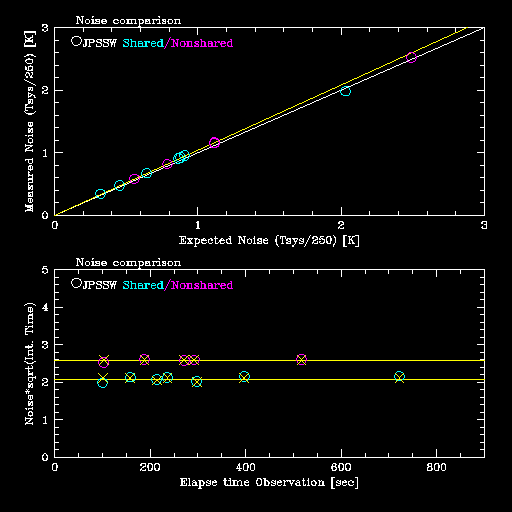 Noise comparison
JPSSW Shared/Nonshared
Measured Noise (Tsys/250) [K]
3
2
1
0
0 1 2 3
Expected Noise (Tsys/250) [K]
Noise comparison
JPSSW Shared/Nonshared
Noise*sqrt(Int. Time)
5
4
3
2
1
0
0 200 400 600 800
Elapse time Observation [sec]